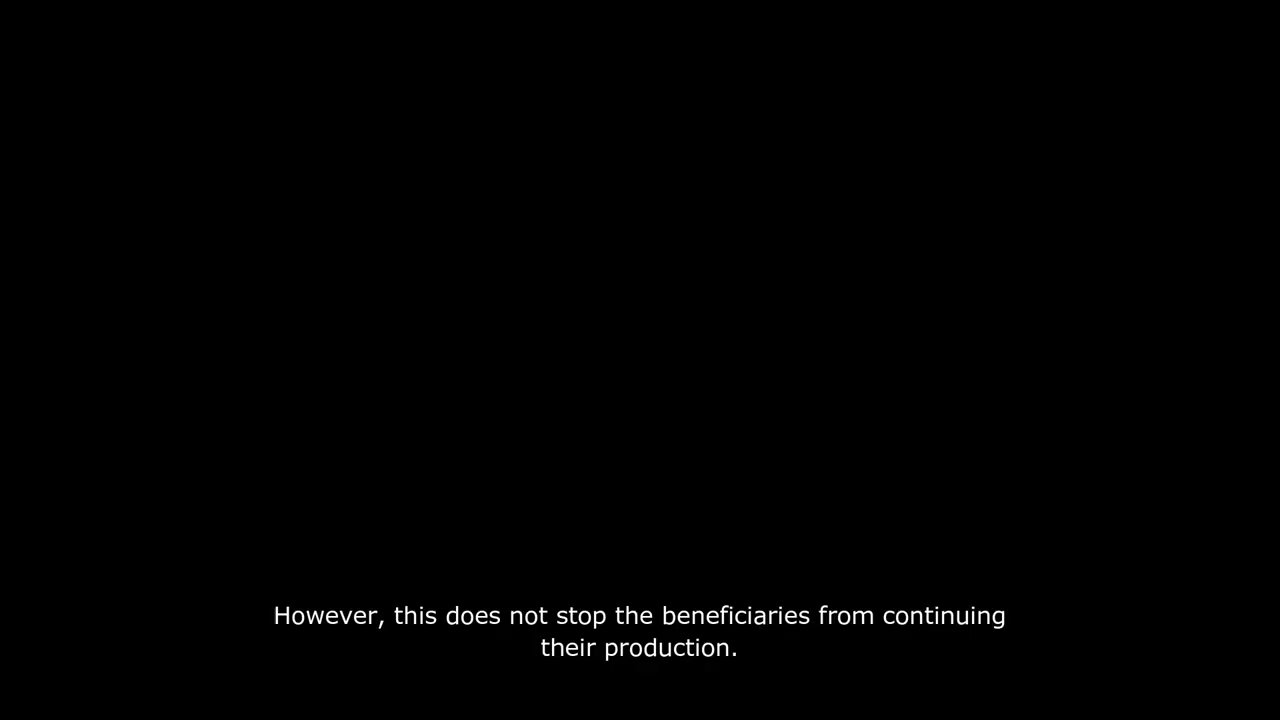 However, this does not stop the beneficiaries from continuing
their production.